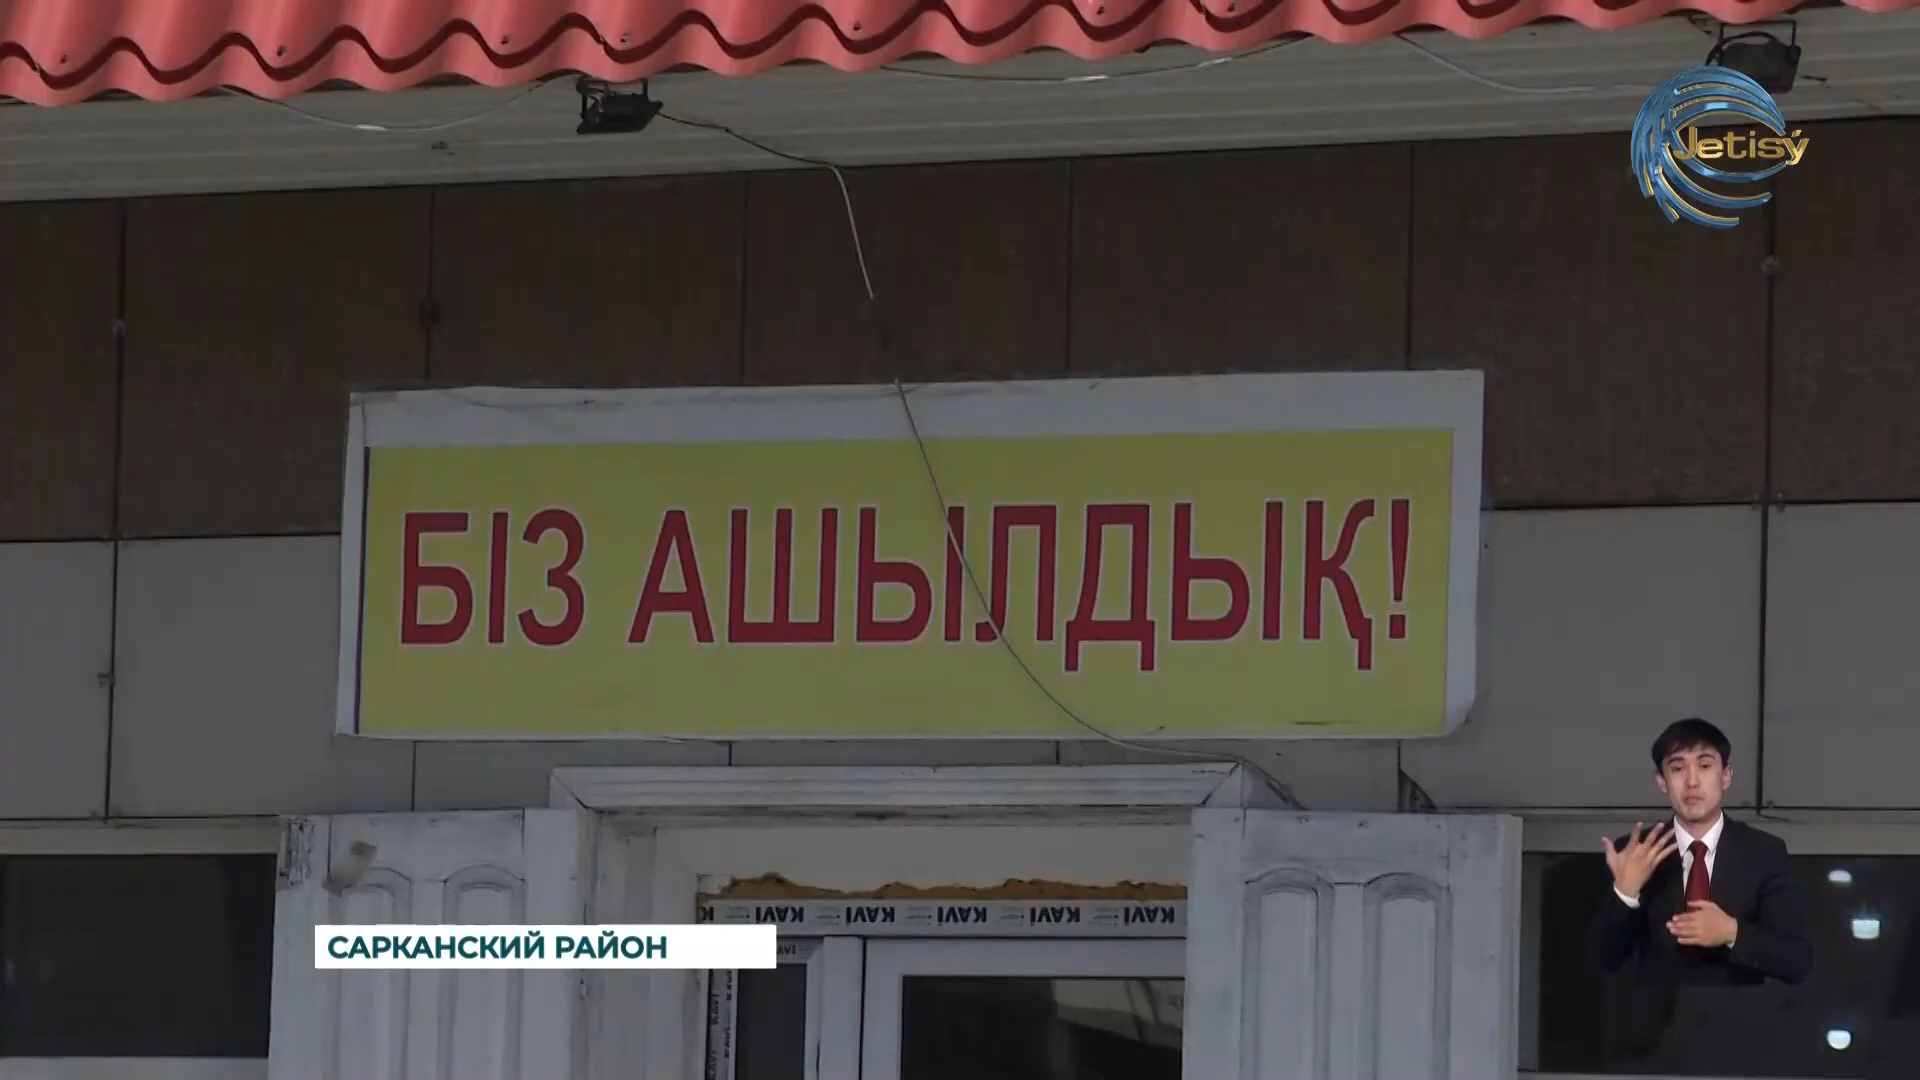 Jetisý
БІЗ АШЫЛДЫҚ!
KAVİ KAVİ KAVİ KAVİ KAVİ
САРКАНСКИЙ РАЙОН